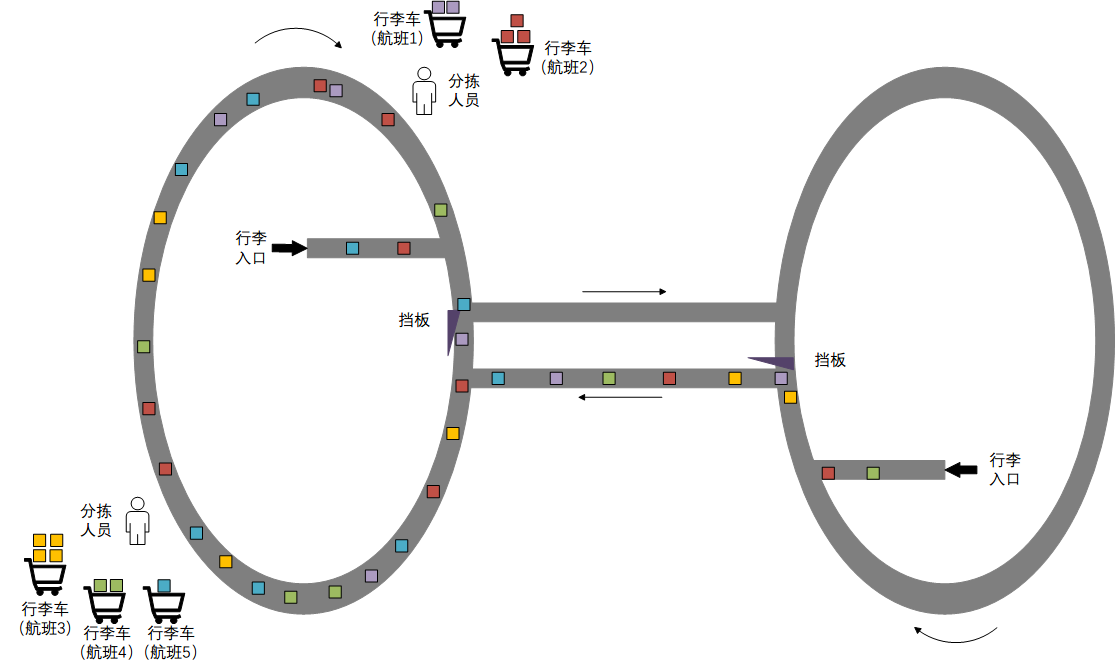 行李车
（航班1）
行李车
（航班2）
分拣
人员
行李
入口
挡板
挡板
行李
入口
分拣
人员
行李车
（航班3）
行李车
（航班4）
行李车
（航班5）